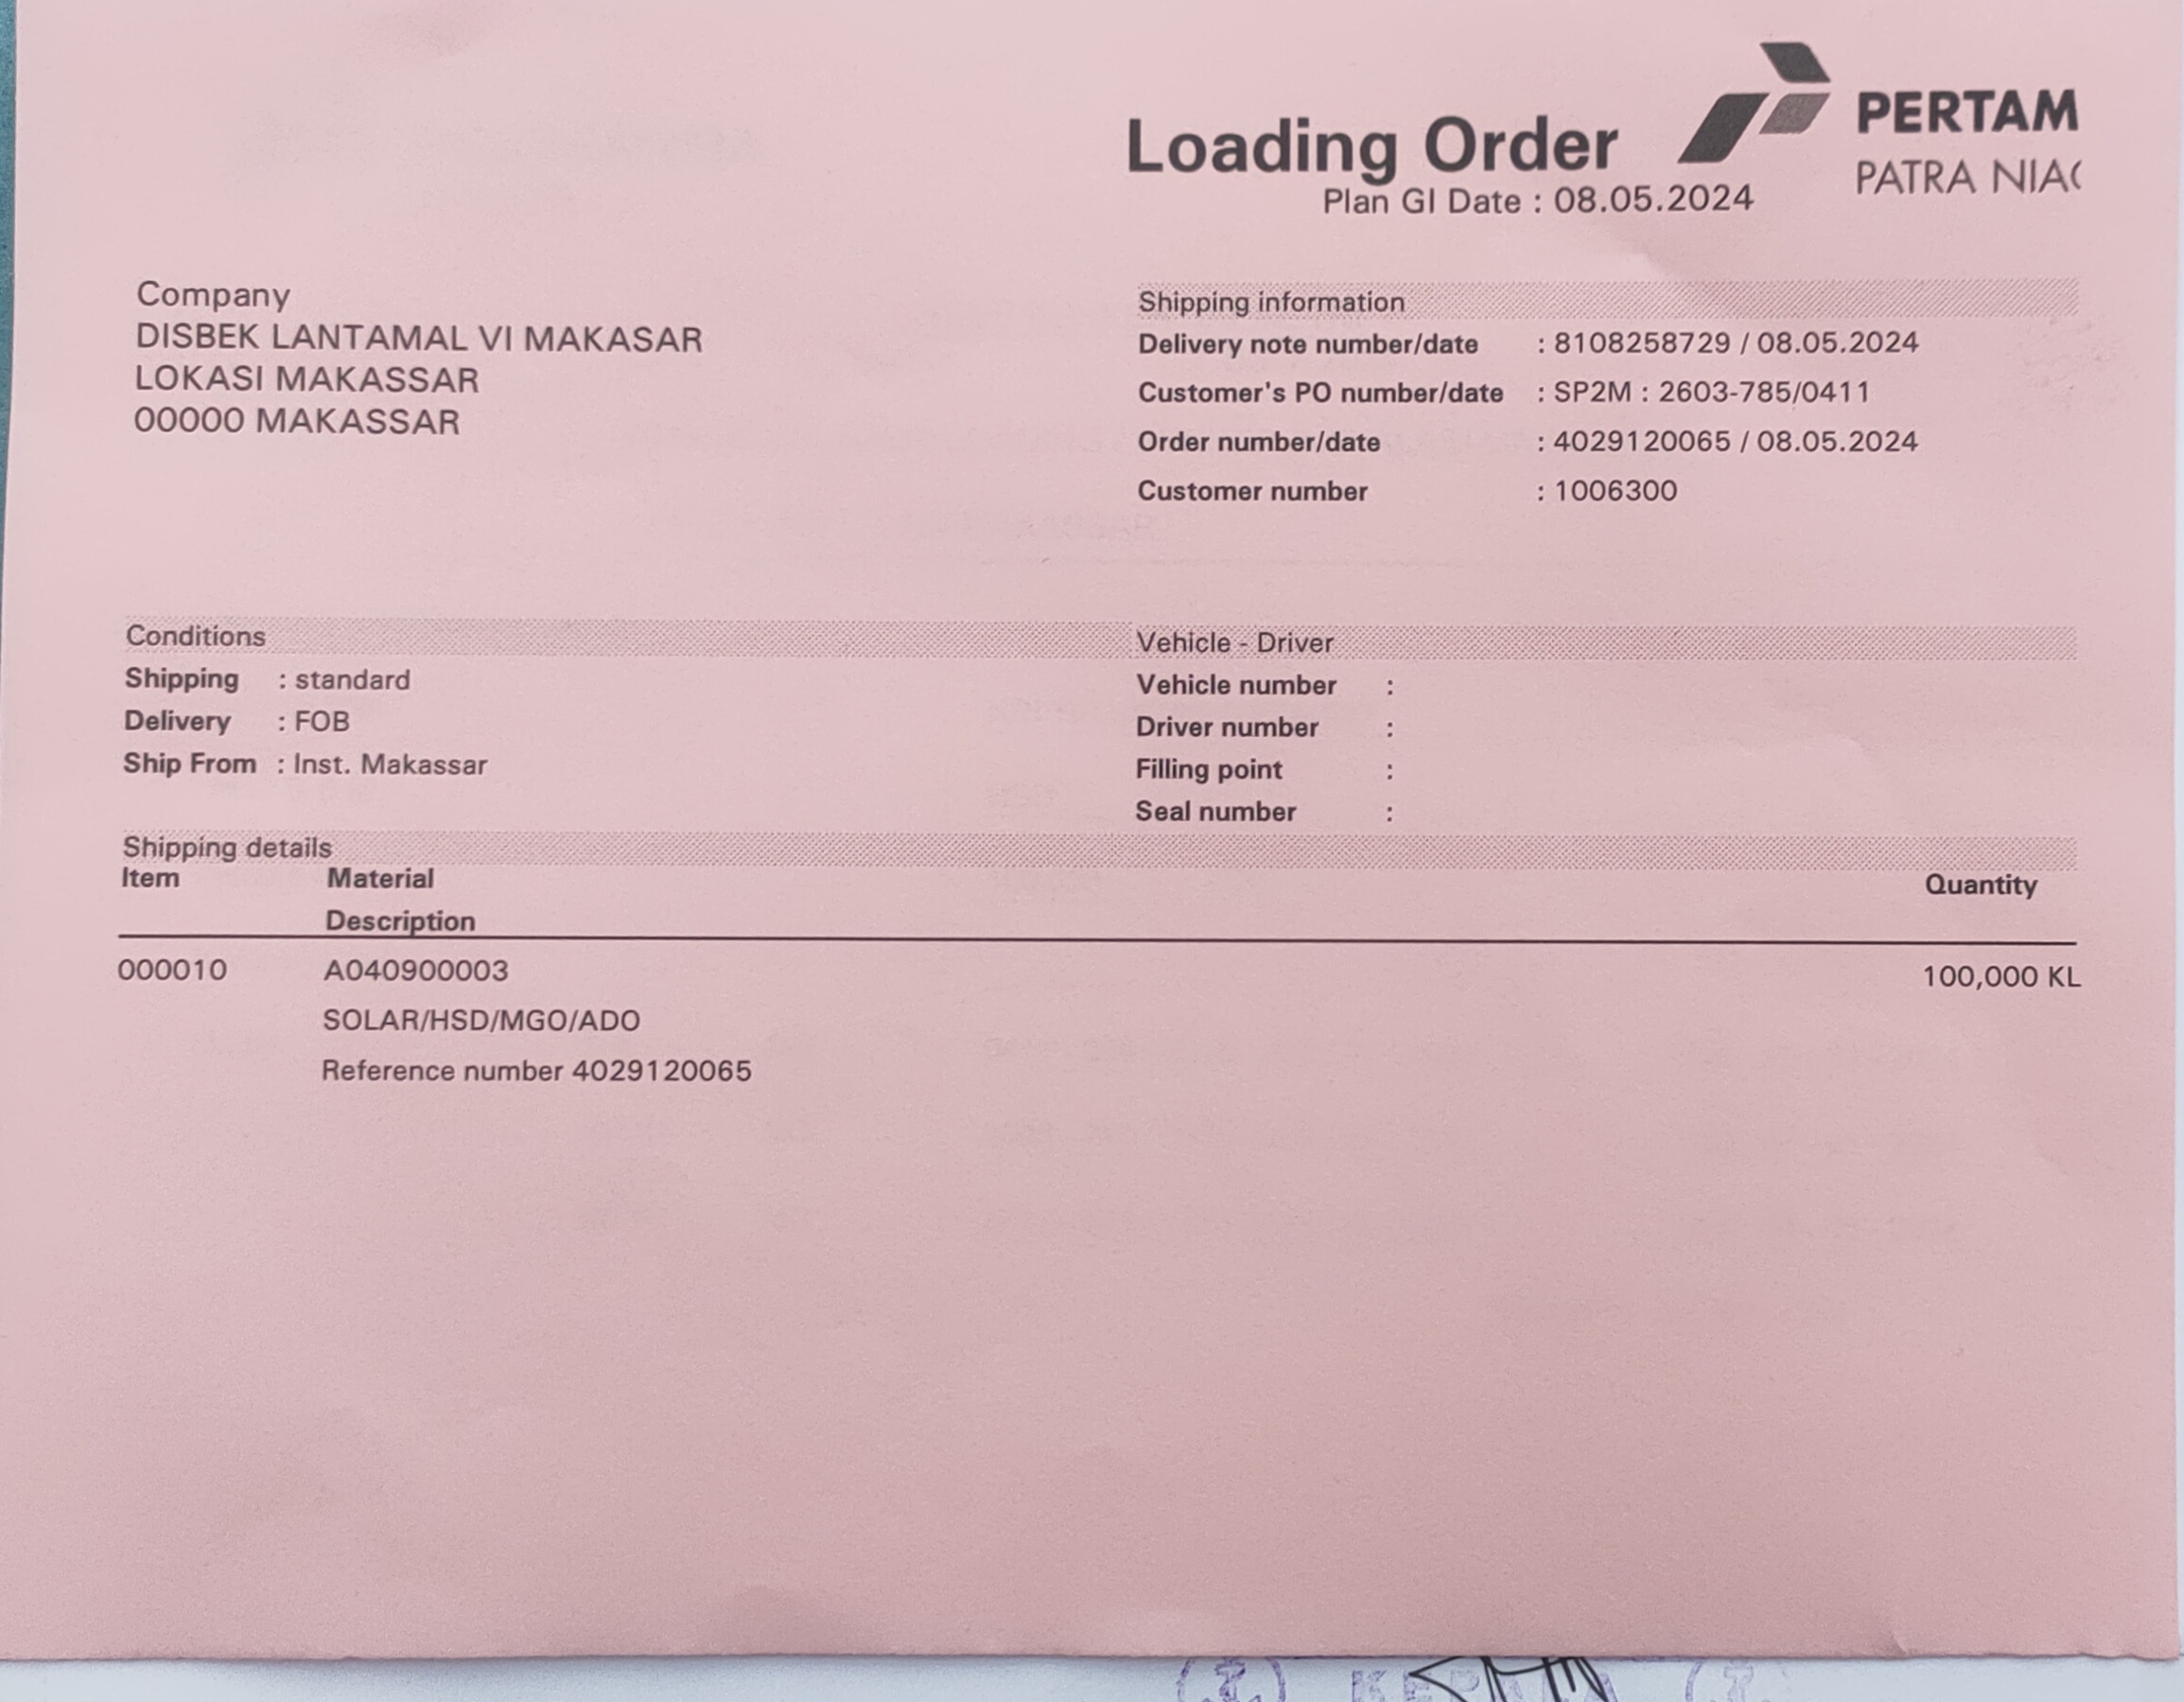 Loading Order
PERTAM
PATRA NIA
Plan GI Date : 08.05.2024
Company
DISBEK LANTAMAL VI MAKASAR
LOKASI MAKASSAR
00000 MAKASSAR
Shipping information
Delivery note number/date : 8108258729 / 08.05.2024
Customer's PO number/date : SP2M : 2603-785/0411
Order number/date : 4029120065 / 08.05.2024
Customer number : 1006300
Conditions
Shipping : standard
Delivery : FOB
Ship From : Inst. Makassar
Vehicle - Driver
Vehicle number :
Driver number :
Filling point :
Seal number :
Shipping details
Item Material Quantity
Description
000010 A040900003 100,000 KL
SOLAR/HSD/MGO/ADO
Reference number 4029120065